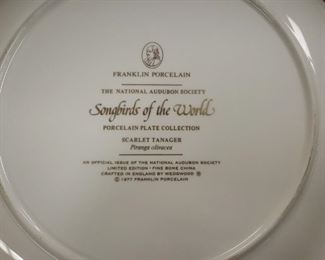 FRANKLIN PORCELAIN
THE NATIONAL AUDUBON SOCIETY
Songbirds of the World
PORCELAIN PLATE COLLECTION
SCARLET TANAGER
Piranga olivacea
AN OFFICIAL ISSUE OF THE NATIONAL AUDUBON SOCIETY
LIMITED EDITION - FINE BONE CHINA
CRAFTED IN ENGLAND BY WEDGWOOD ®
© 1977 FRANKLIN PORCELAIN